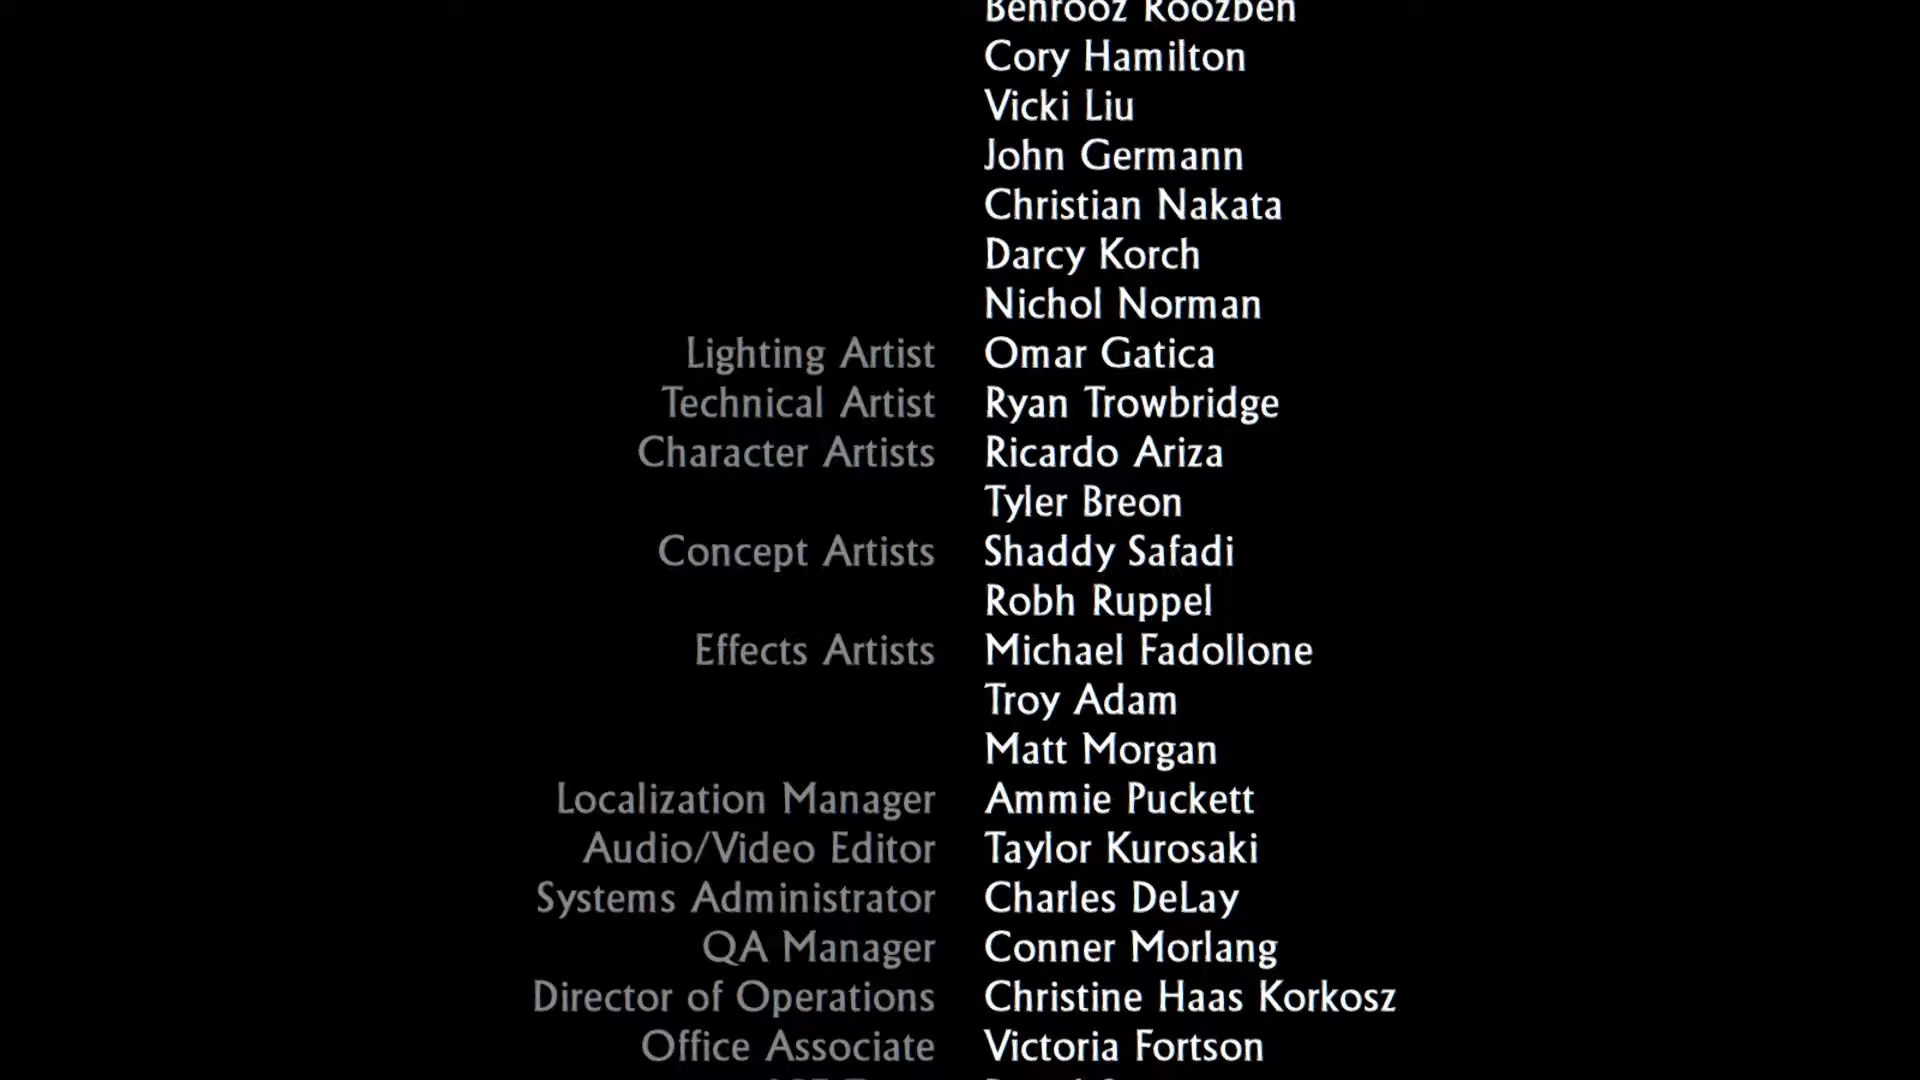 Behrooz Roozbeh
Cory Hamilton
Vicki Liu
John Germann
Christian Nakata
Darcy Korch
Nichol Norman
Lighting Artist Omar Gatica
Technical Artist Ryan Trowbridge
Character Artists Ricardo Ariza
Tyler Breon
Concept Artists Shaddy Safadi
Robh Ruppel
Effects Artists Michael Fadollone
Troy Adam
Matt Morgan
Localization Manager Ammie Puckett
Audio/Video Editor Taylor Kurosaki
Systems Administrator Charles DeLay
QA Manager Conner Morlang
Director of Operations Christine Haas Korkosz
Office Associate Victoria Fortson